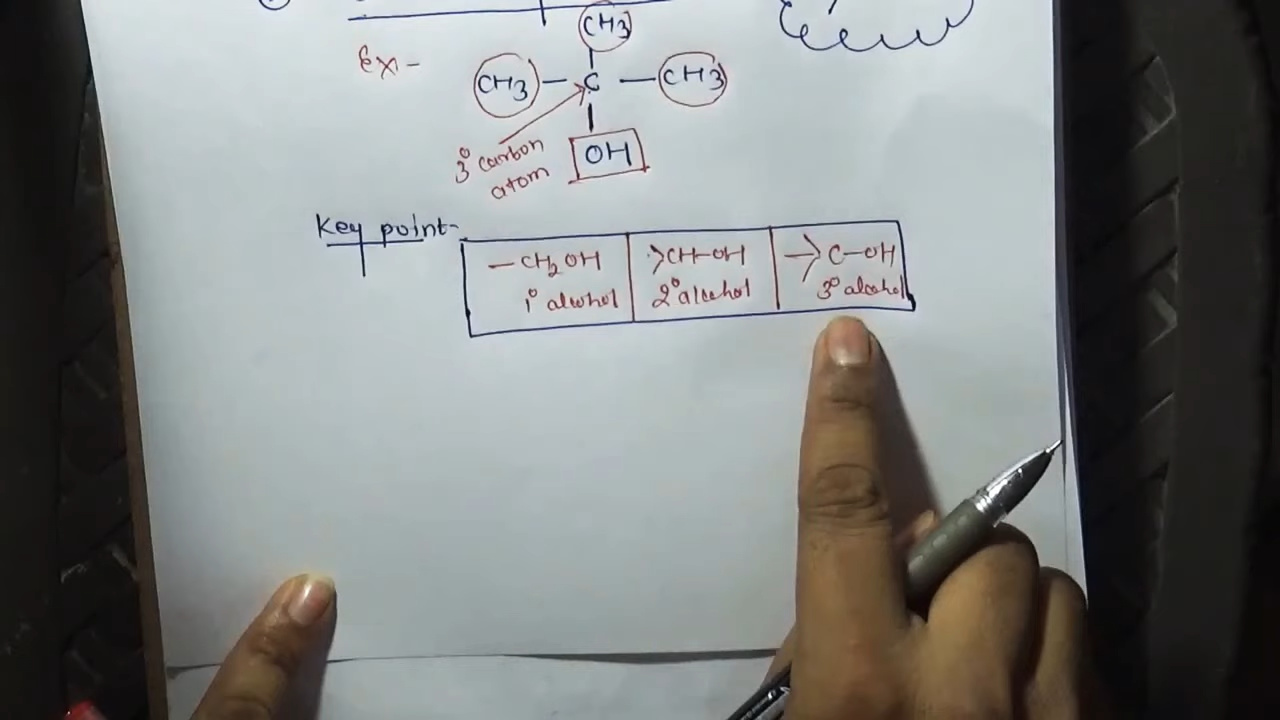 CH3
Ex-
CH3 — C — CH3
OH
3° carbon
atom
Key point-
—CH2OH >CH-OH →C-OH
1° alcohol 2° alcohol 3° alcohol